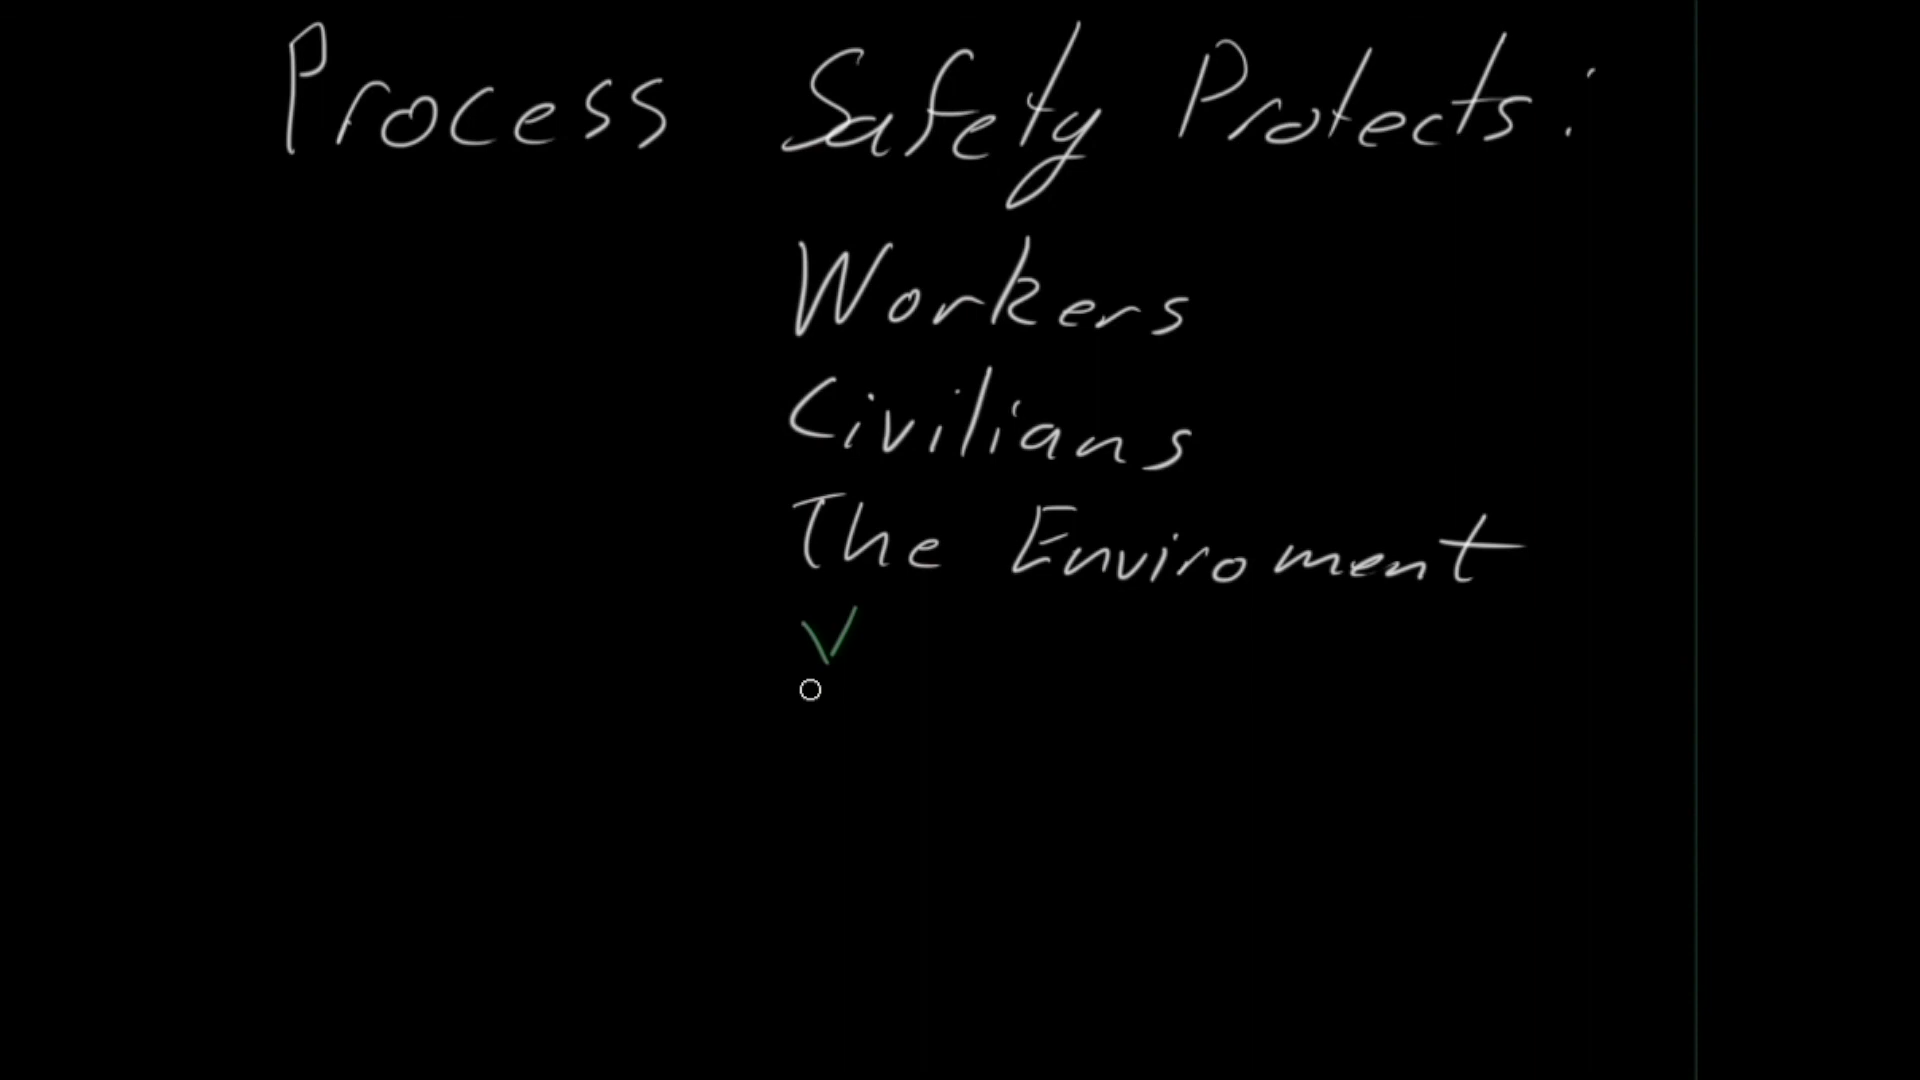 Process Safety Protects:
Workers
Civilians
The Enviroment
V